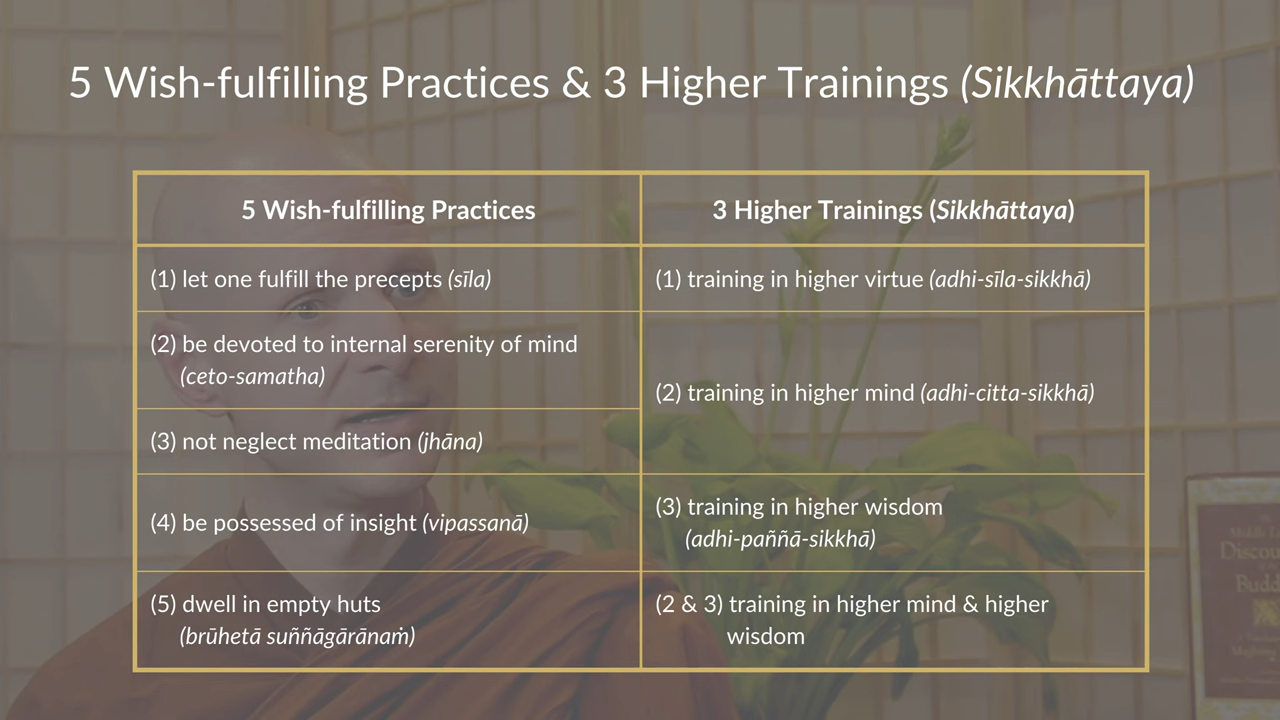 5 Wish-fulfilling Practices & 3 Higher Trainings (Sikkhāttaya)
5 Wish-fulfilling Practices
3 Higher Trainings (Sikkhāttaya)
(1) let one fulfill the precepts (sīla)
(1) training in higher virtue (adhi-sīla-sikkhā)
(2) be devoted to internal serenity of mind
(ceto-samatha)
(2) training in higher mind (adhi-citta-sikkhā)
(3) not neglect meditation (jhāna)
(4) be possessed of insight (vipassanā)
(3) training in higher wisdom
(adhi-paññā-sikkhā)
(5) dwell in empty huts
(brūhetā suññāgārānaṁ)
(2 & 3) training in higher mind & higher
wisdom
Middle
Discou
of the
Budd